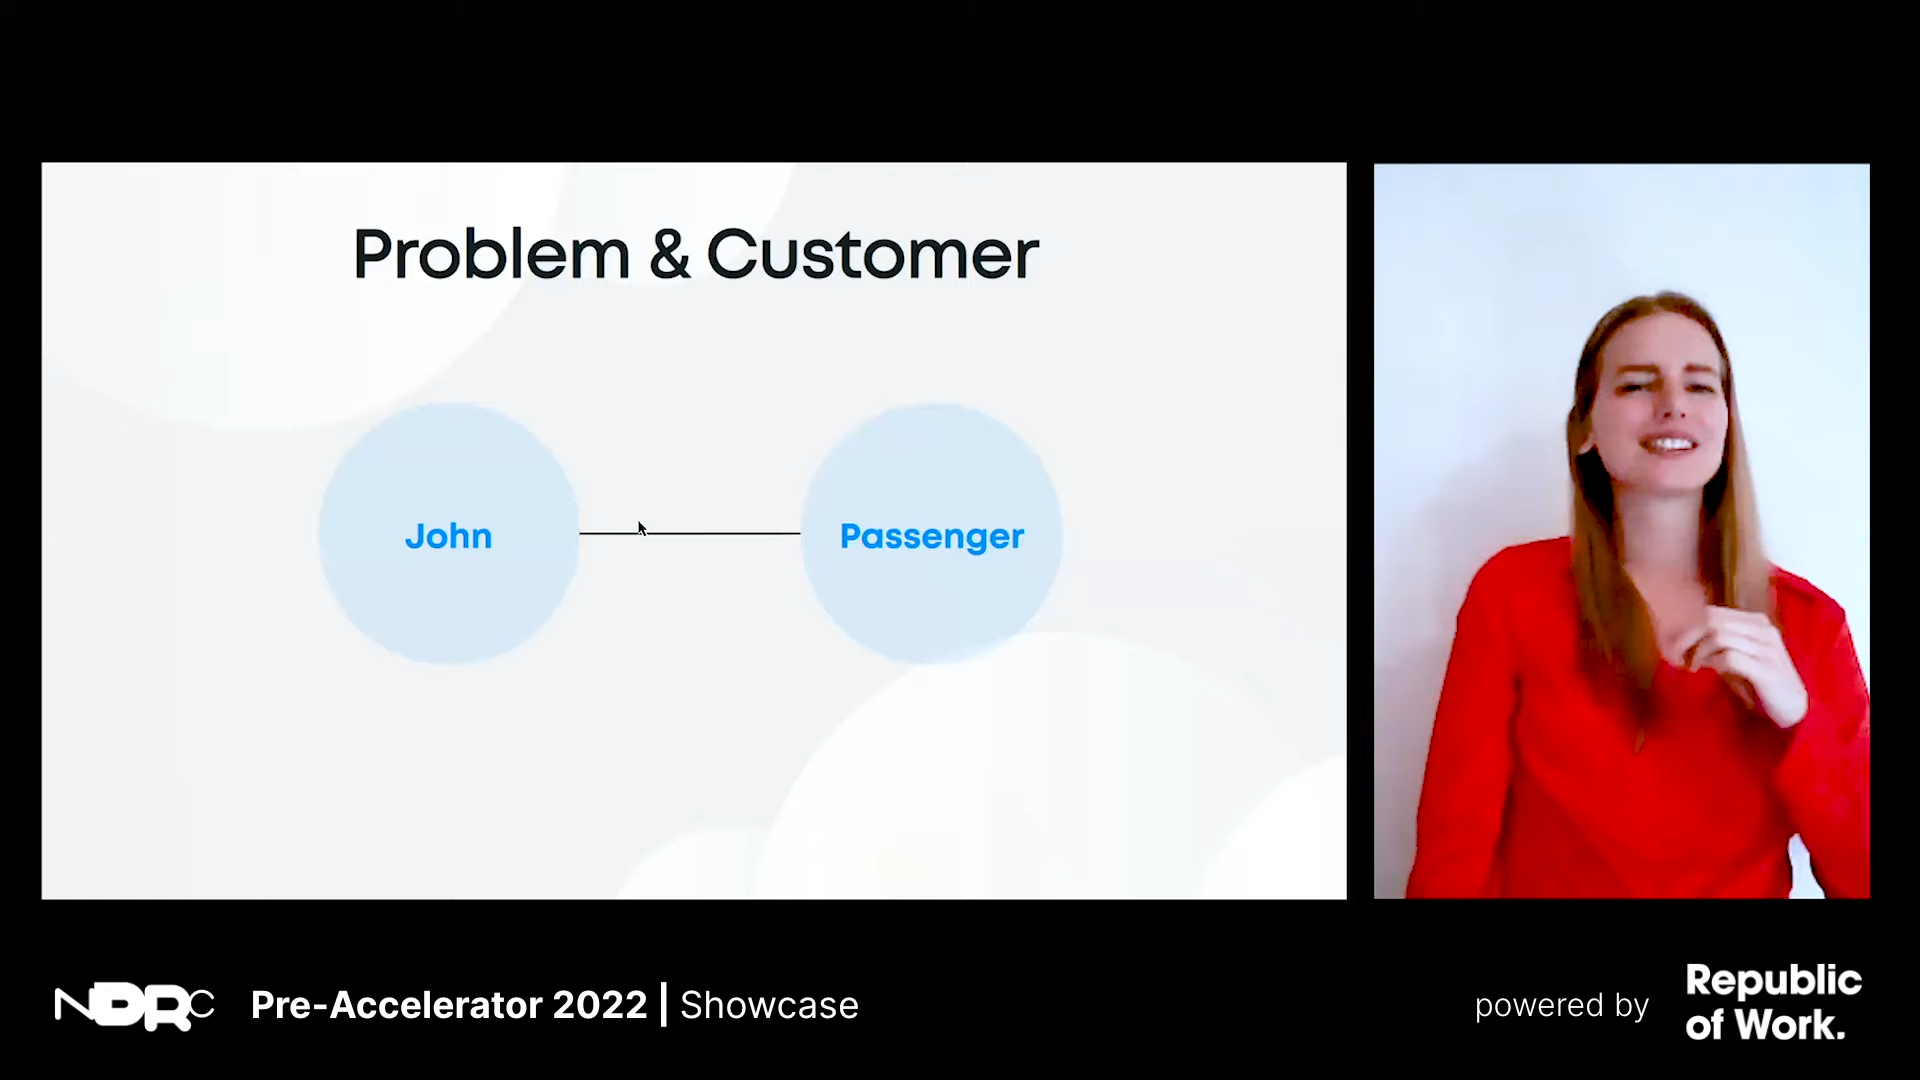 Problem & Customer
John
Passenger
NDRC
Pre-Accelerator 2022 | Showcase
powered by
Republic
of Work.